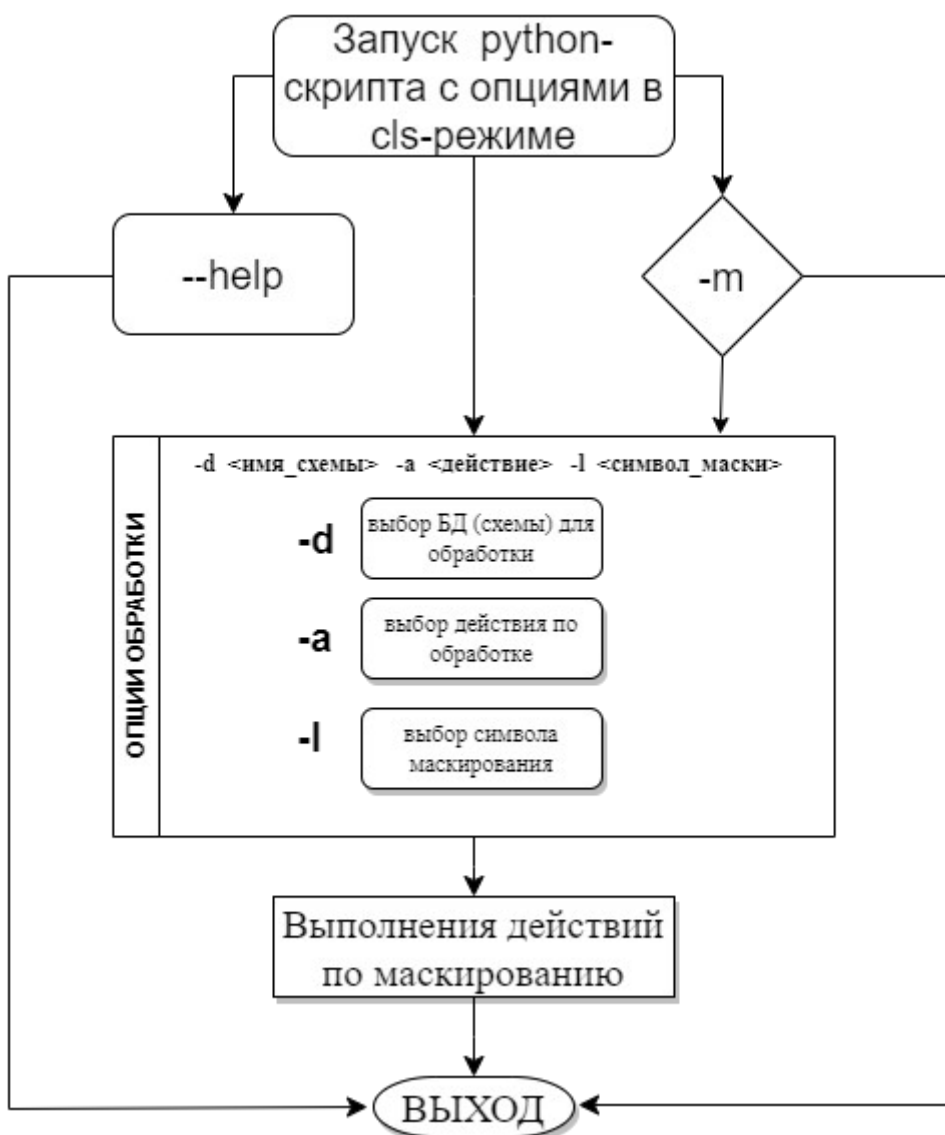 Запуск python-
скрипта с опциями в
cls-режиме
--help
-m
ОПЦИИ ОБРАБОТКИ
-d <имя_схемы> -a <действие> -l <символ_маски>
-d
выбор БД (схемы) для
обработки
-a
выбор действия по
обработке
-l
выбор символа
маскирования
Выполнения действий
по маскированию
ВЫХОД